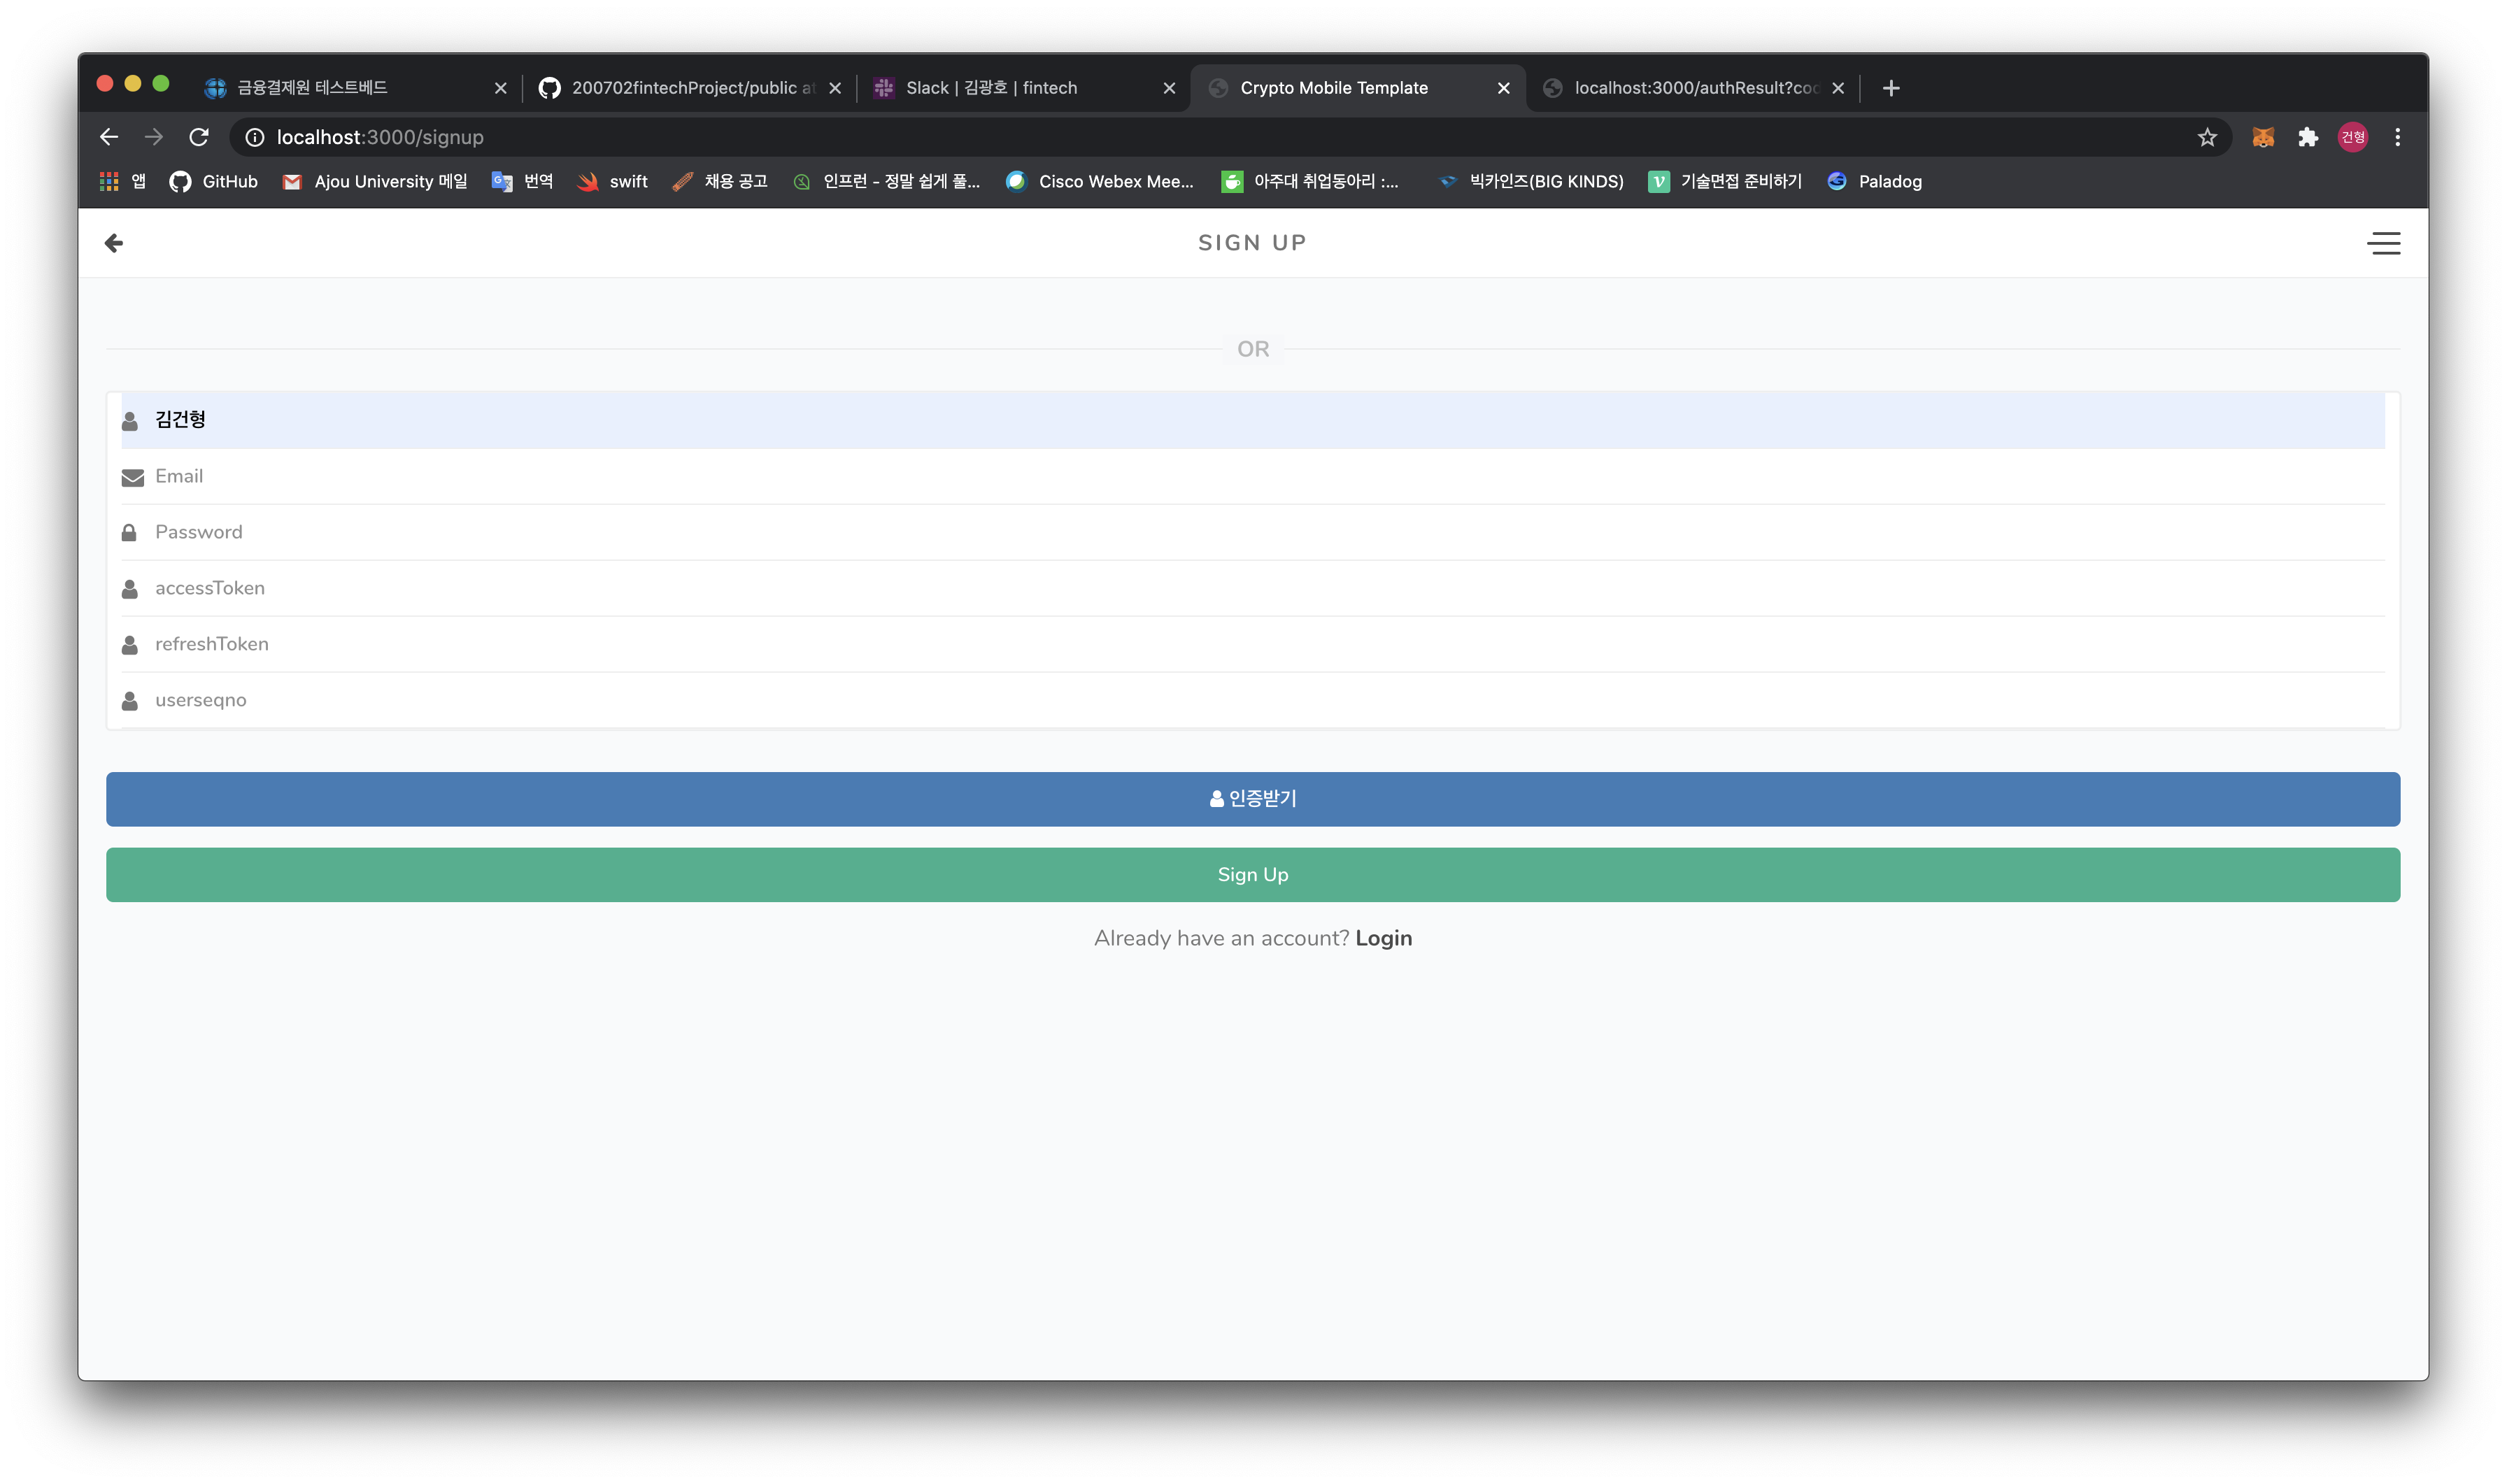 금융결제원 테스트베드
200702fintechProject/public at
Slack | 김광호 | fintech
Crypto Mobile Template
localhost:3000/authResult?coc
localhost:3000/signup
건형
앱
GitHub
Ajou University 메일
번역
swift
채용 공고
인프런 - 정말 쉽게 풀...
Cisco Webex Mee...
아주대 취업동아리 :...
빅카인즈(BIG KINDS)
기술면접 준비하기
Paladog
SIGN UP
OR
김건형
Email
Password
accessToken
refreshToken
userseqno
인증받기
Sign Up
Already have an account? Login